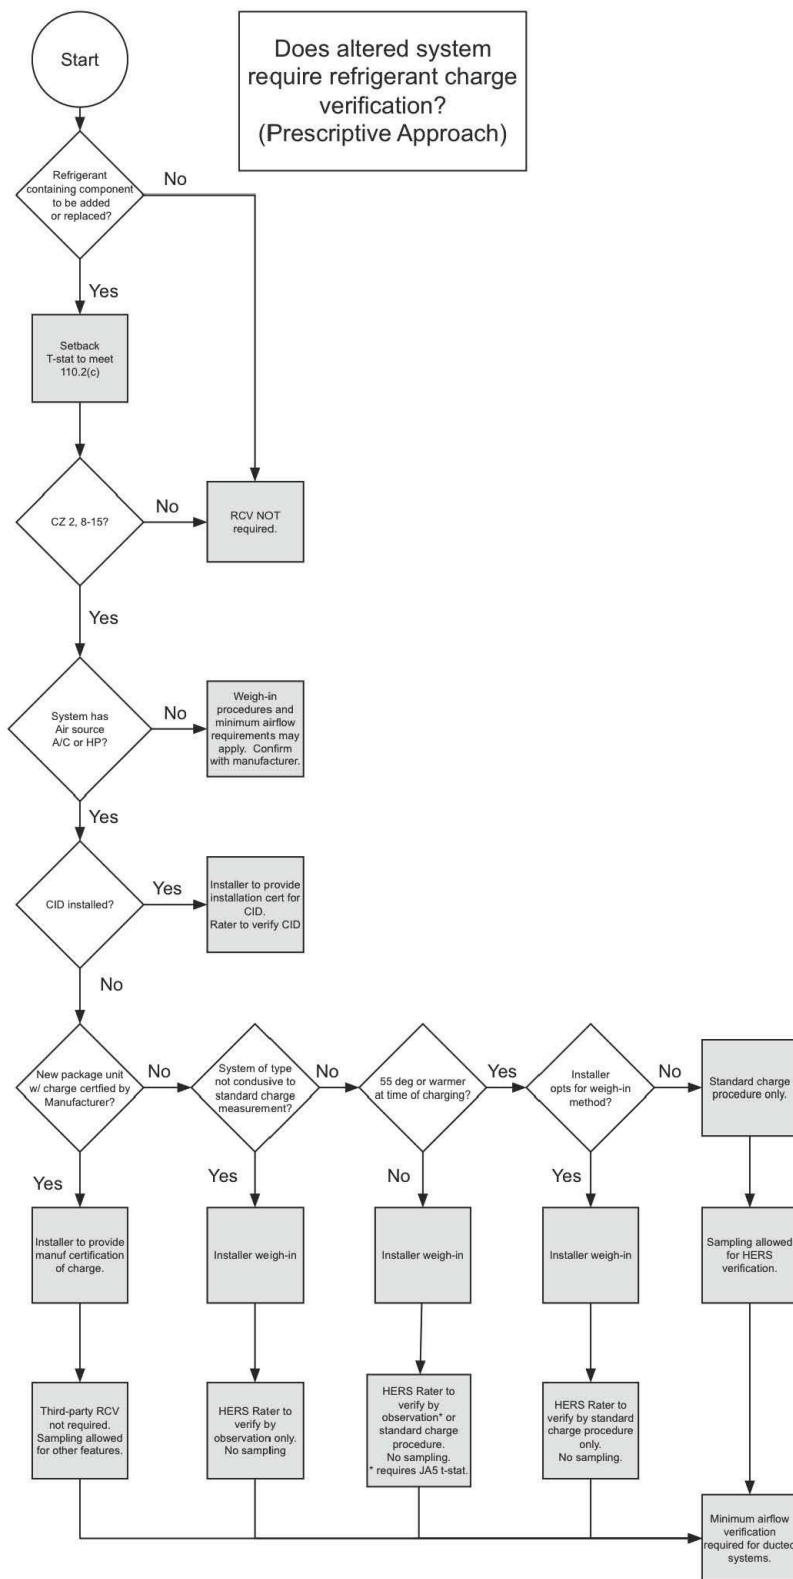 Start
Does altered system
require refrigerant charge
verification?
(Prescriptive Approach)
Refrigerant
containing component
to be added
or replaced?
No
Yes
Setback
T-stat to meet
110.2(c)
CZ 2, 8-15?
No
RCV NOT
required.
Yes
System has
Air source
A/C or HP?
No
Weigh-in
procedures and
minimum airflow
requirements may
apply. Confirm
with manufacturer.
Yes
CID installed?
Yes
Installer to provide
installation cert for
CID.
Rater to verify CID
No
New package unit
w/ charge certfied by
Manufacturer?
No
System of type
not condusive to
standard charge
measurement?
No
55 deg or warmer
at time of charging?
Yes
Installer
opts for weigh-in
method?
No
Standard charge
procedure only.
Yes
Yes
No
Yes
Installer to provide
manuf certification
of charge.
Installer weigh-in
Installer weigh-in
Installer weigh-in
Sampling allowed
for HERS
verification.
Third-party RCV
not required.
Sampling allowed
for other features.
HERS Rater to
verify by
observation only.
No sampling
HERS Rater to
verify by
observation* or
standard charge
procedure.
No sampling.
* requires JA5 t-stat.
HERS Rater to
verify by standard
charge procedure
only.
No sampling.
Minimum airflow
verification
required for ducted
systems.